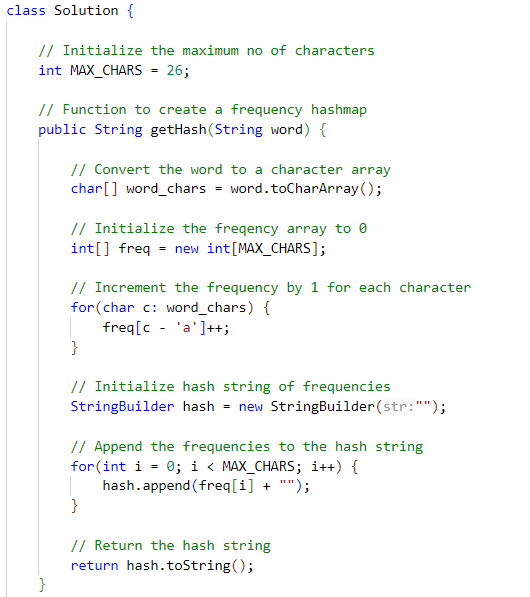 class Solution {
// Initialize the maximum no of characters
int MAX_CHARS = 26;
// Function to create a frequency hashmap
public String getHash(String word) {
// Convert the word to a character array
char[] word_chars = word.toCharArray();
// Initialize the freqency array to 0
int[] freq = new int[MAX_CHARS];
// Increment the frequency by 1 for each character
for(char c: word_chars) {
freq[c - 'a']++;
}
// Initialize hash string of frequencies
StringBuilder hash = new StringBuilder(str:"");
// Append the frequencies to the hash string
for(int i = 0; i < MAX_CHARS; i++) {
hash.append(freq[i] + "");
}
// Return the hash string
return hash.toString();
}